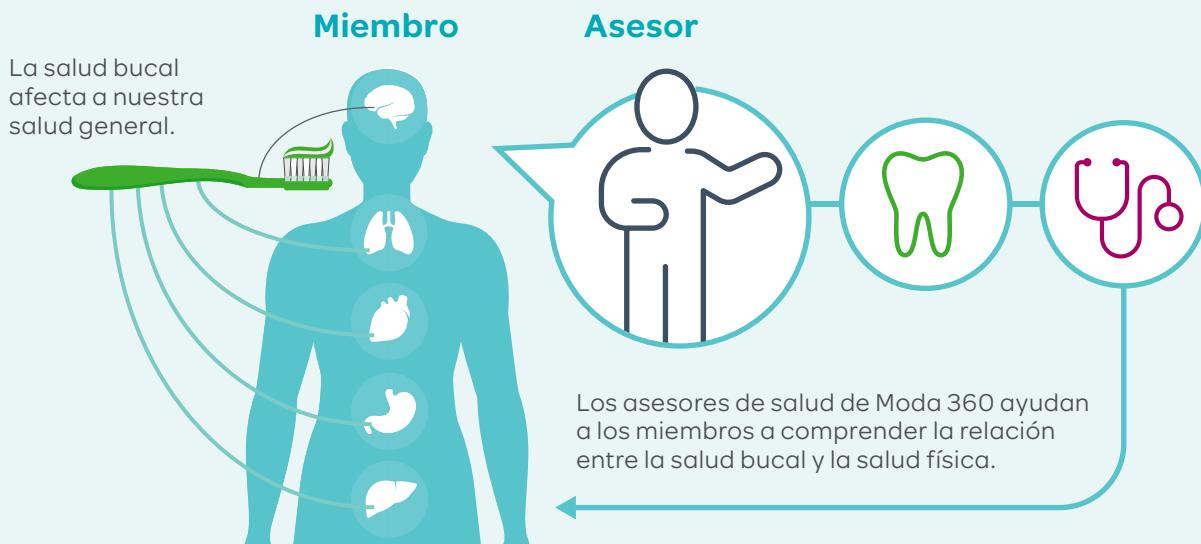 Miembro
Asesor
La salud bucal
afecta a nuestra
salud general.
Los asesores de salud de Moda 360 ayudan
a los miembros a comprender la relación
entre la salud bucal y la salud física.